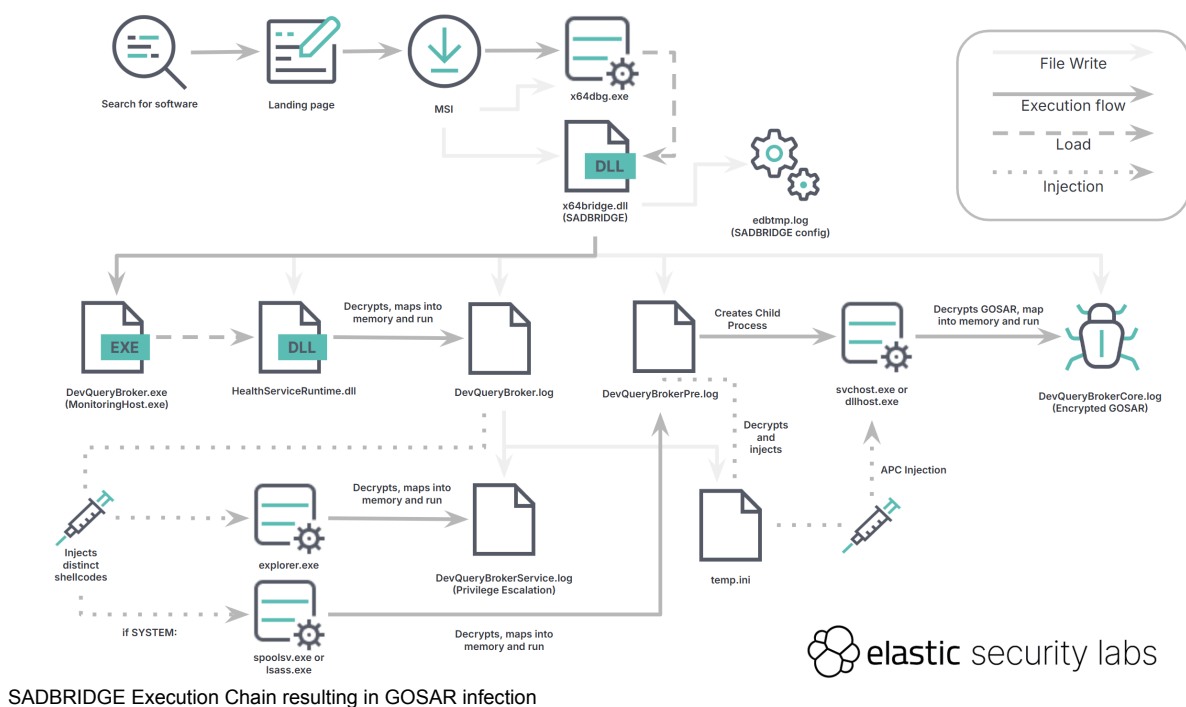 Search for software
Landing page
MSI
x64dbg.exe
File Write
Execution flow
Load
Injection
DLL
x64bridge.dll
(SADBRIDGE)
edbtmp.log
(SADBRIDGE config)
EXE
DevQueryBroker.exe
(MonitoringHost.exe)
DLL
HealthServiceRuntime.dll
Decrypts, maps into
memory and run
DevQueryBroker.log
DevQueryBrokerPre.log
Creates Child
Process
svchost.exe or
dllhost.exe
Decrypts GOSAR, map
into memory and run
DevQueryBrokerCore.log
(Encrypted GOSAR)
Decrypts
and
injects
APC Injection
Injects
distinct
shellcodes
explorer.exe
Decrypts, maps into
memory and run
DevQueryBrokerService.log
(Privilege Escalation)
temp.ini
if SYSTEM:
spoolsv.exe or
lsass.exe
Decrypts, maps into
memory and run
elastic security labs
SADBRIDGE Execution Chain resulting in GOSAR infection